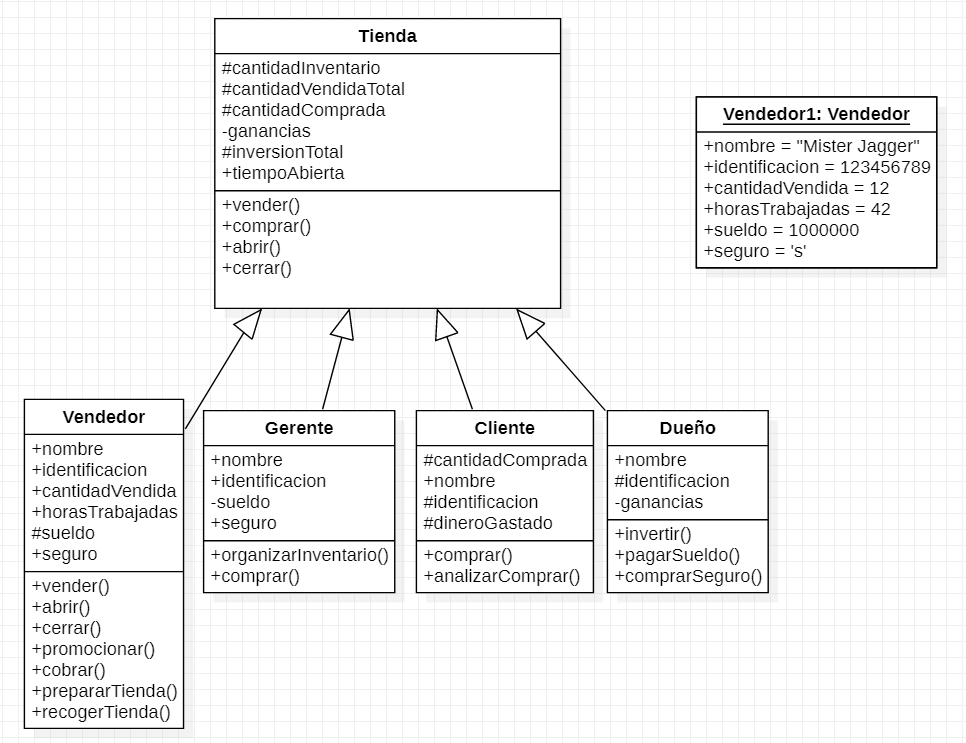 Tienda
#cantidadInventario
#cantidadVendidaTotal
#cantidadComprada
-ganancias
#inversionTotal
+tiempoAbierta
+vender()
+comprar()
+abrir()
+cerrar()
Vendedor1: Vendedor
+nombre = "Mister Jagger"
+identificacion = 123456789
+cantidadVendida = 12
+horasTrabajadas = 42
+sueldo = 1000000
+seguro = 's'
Vendedor
+nombre
+identificacion
+cantidadVendida
+horasTrabajadas
#sueldo
+seguro
+vender()
+abrir()
+cerrar()
+promocionar()
+cobrar()
+prepararTienda()
+recogerTienda()
Gerente
+nombre
+identificacion
-sueldo
+seguro
+organizarInventario()
+comprar()
Cliente
#cantidadComprada
+nombre
#identificacion
#dineroGastado
+comprar()
+analizarComprar()
Dueño
+nombre
#identificacion
-ganancias
+invertir()
+pagarSueldo()
+comprarSeguro()